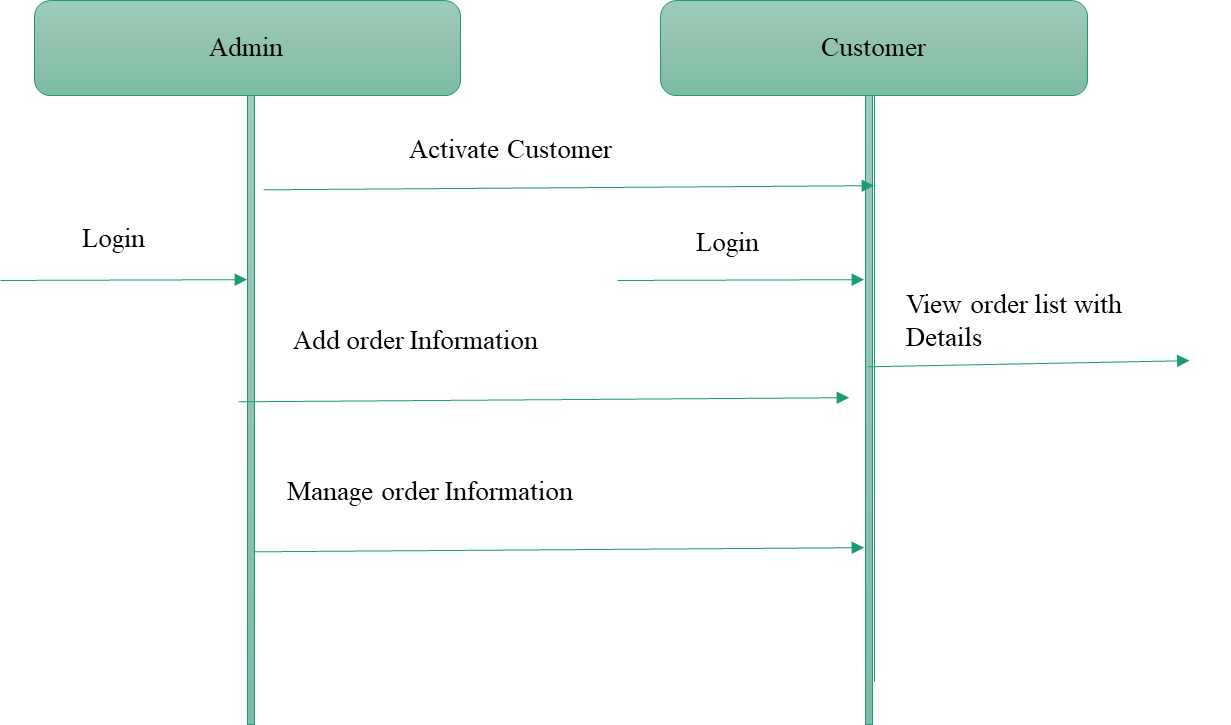 Admin
Customer
Activate Customer
Login
Login
View order list with
Details
Add order Information
Manage order Information